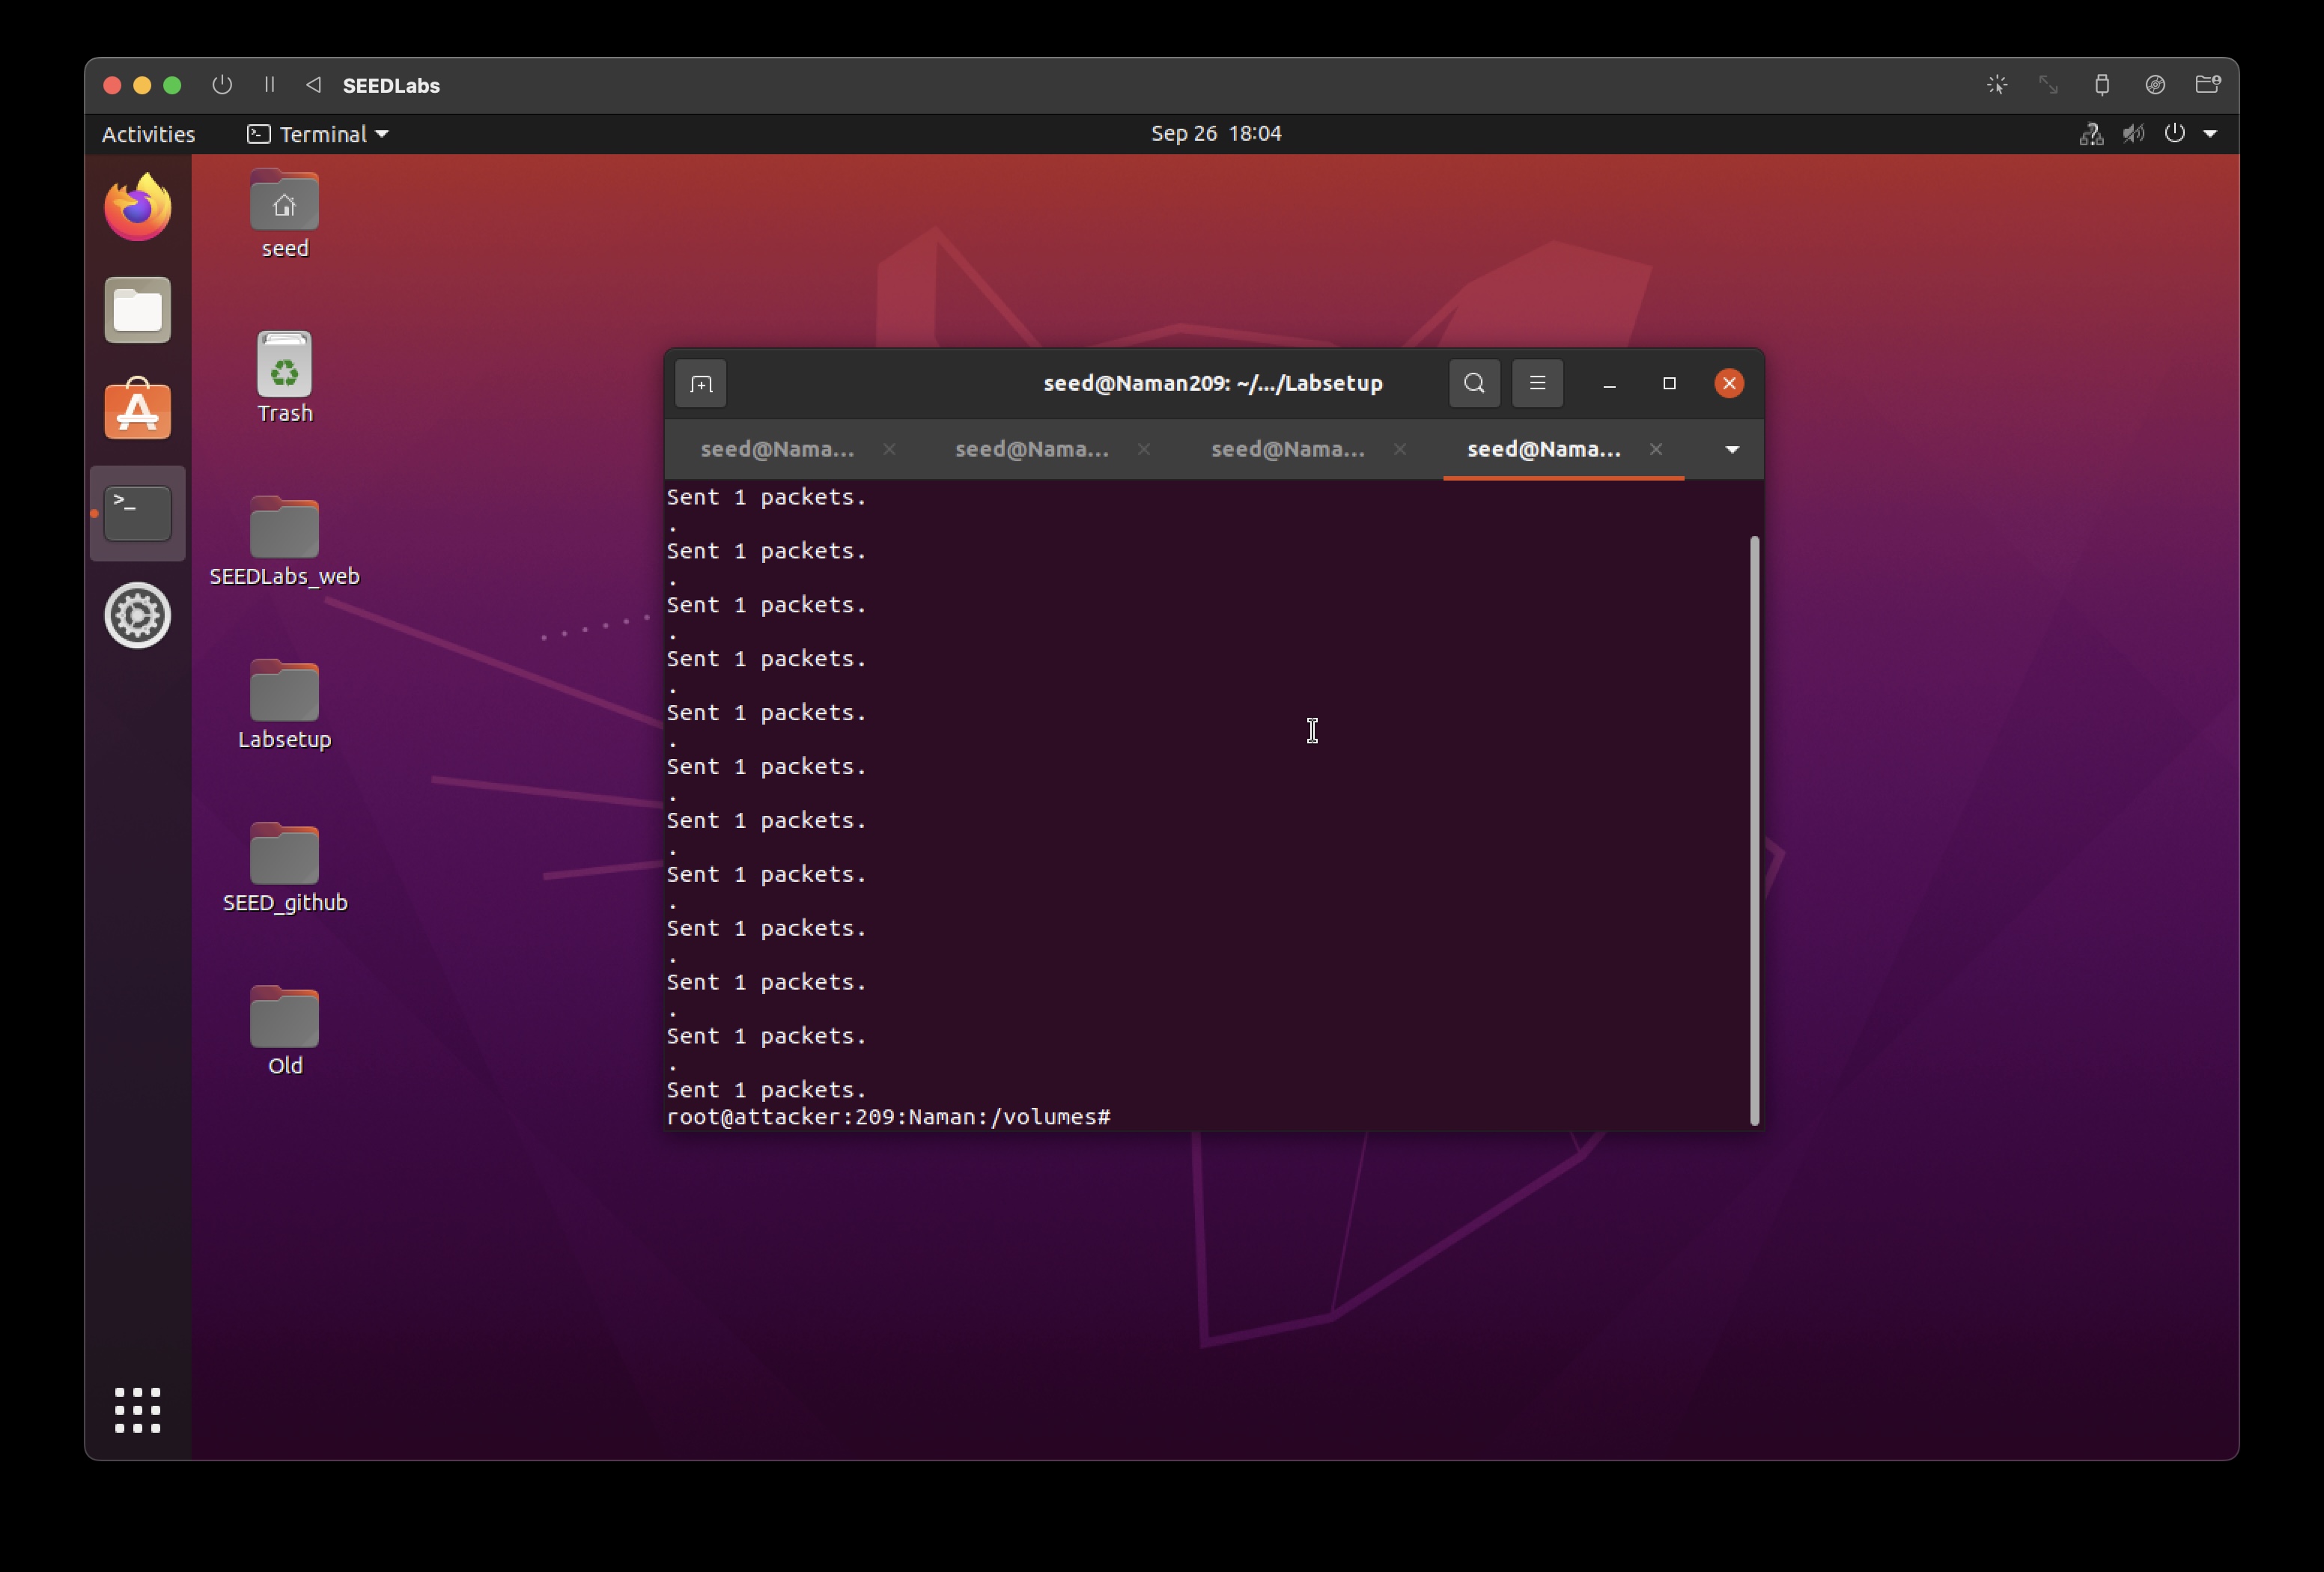 SEEDLabs
Activities
Terminal
Sep 26 18:04
seed
Trash
SEEDLabs_web
Labsetup
SEED_github
Old
seed@Naman209: ~/.../Labsetup
seed@Nama... seed@Nama... seed@Nama... seed@Nama...
Sent 1 packets.
.
Sent 1 packets.
.
Sent 1 packets.
.
Sent 1 packets.
.
Sent 1 packets.
.
Sent 1 packets.
.
Sent 1 packets.
.
Sent 1 packets.
.
Sent 1 packets.
.
Sent 1 packets.
.
Sent 1 packets.
.
Sent 1 packets.
root@attacker:209:Naman:/volumes#